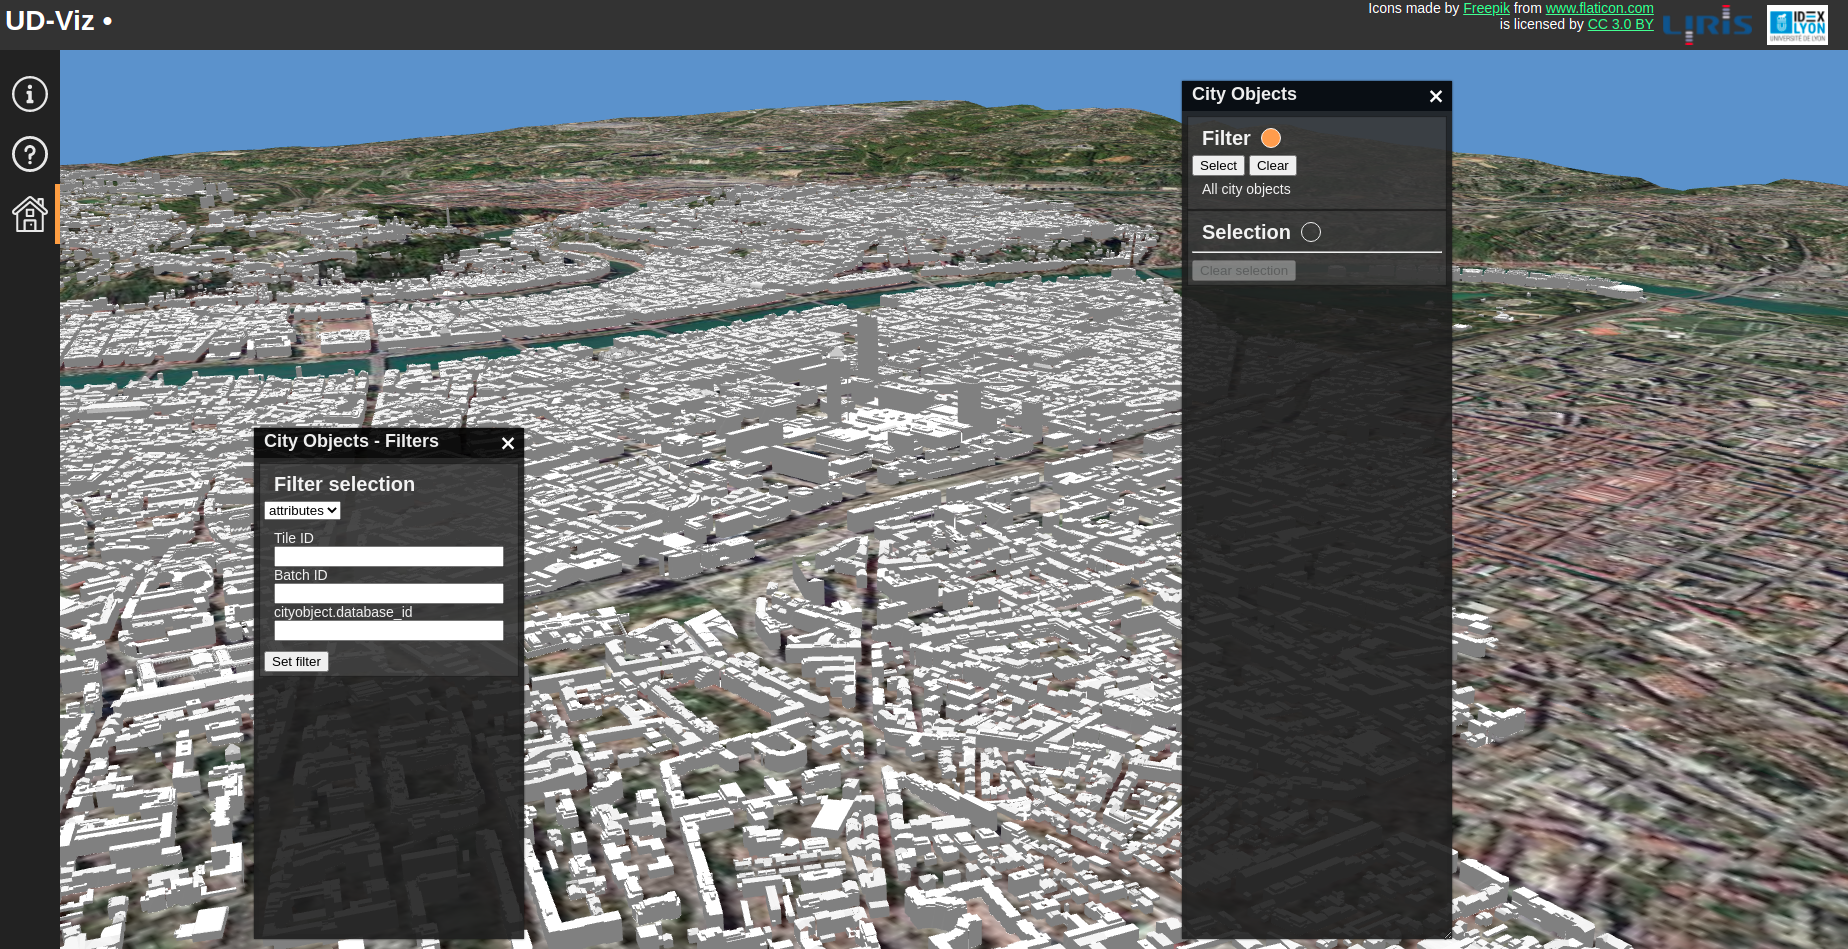 UD-Viz •
Icons made by Freepik from www.flaticon.com
is licensed by CC 3.0 BY
LIRIS
IDEX
LYON
UNIVERSITÉ DE LYON
City Objects
Filter
Select Clear
All city objects
Selection
Clear selection
City Objects - Filters
Filter selection
attributes
Tile ID
Batch ID
cityobject.database_id
Set filter